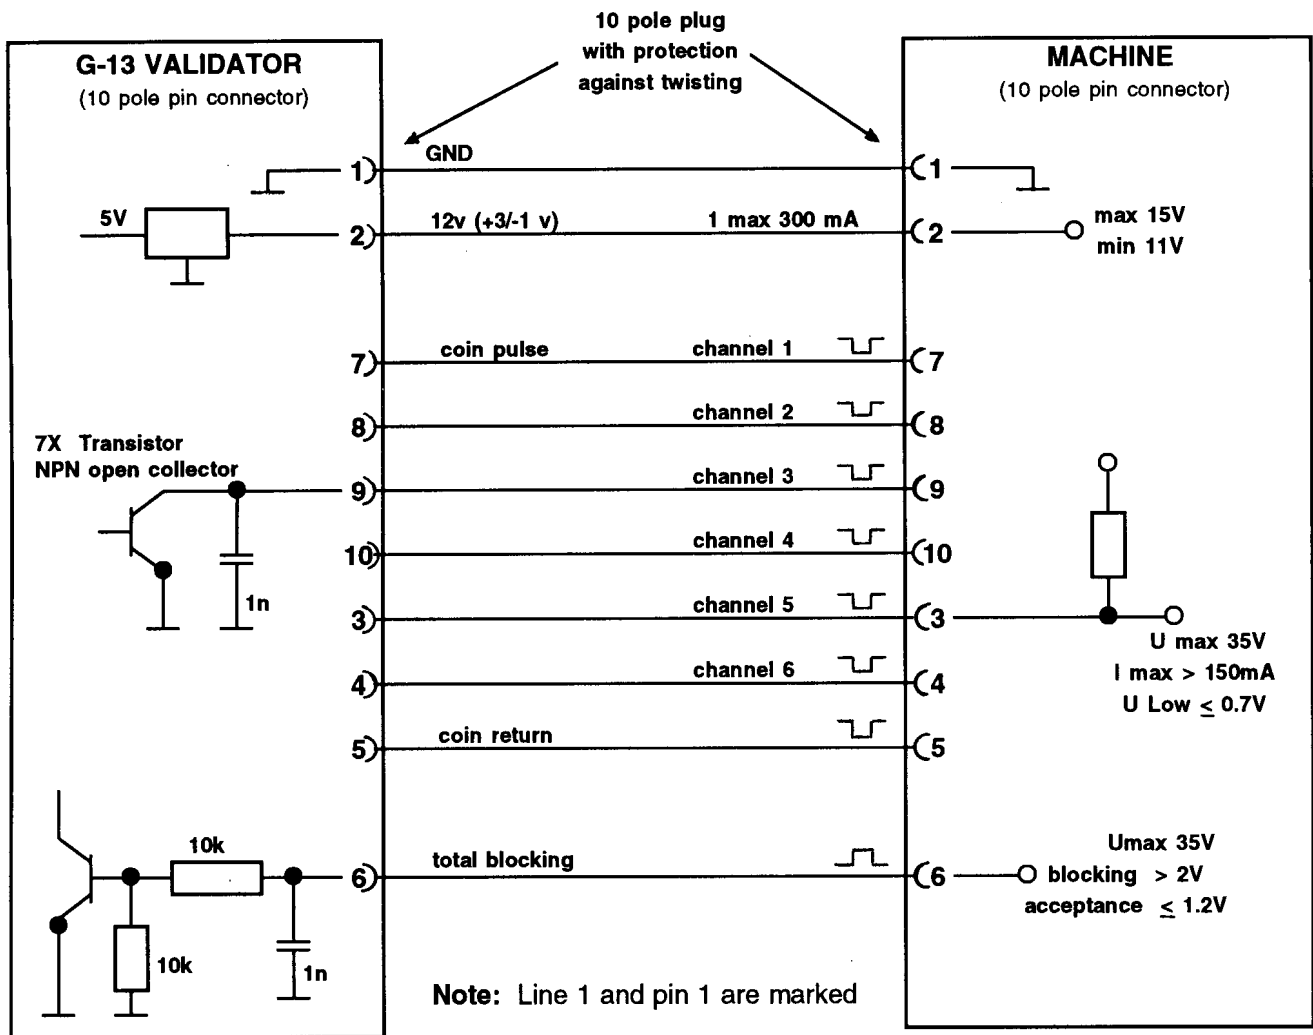 10 pole plug
with protection
against twisting
G-13 VALIDATOR
(10 pole pin connector)
MACHINE
(10 pole pin connector)
1
GND
1
5V
2
12v (+3/-1 v)
1 max 300 mA
2
max 15V
min 11V
7
coin pulse
channel 1
7
8
channel 2
8
7X Transistor
NPN open collector
9
channel 3
9
10
channel 4
10
1n
3
channel 5
3
U max 35V
I max > 150mA
U Low ≤ 0.7V
4
channel 6
4
5
coin return
5
10k
6
total blocking
6
Umax 35V
blocking > 2V
acceptance ≤ 1.2V
10k
1n
Note: Line 1 and pin 1 are marked